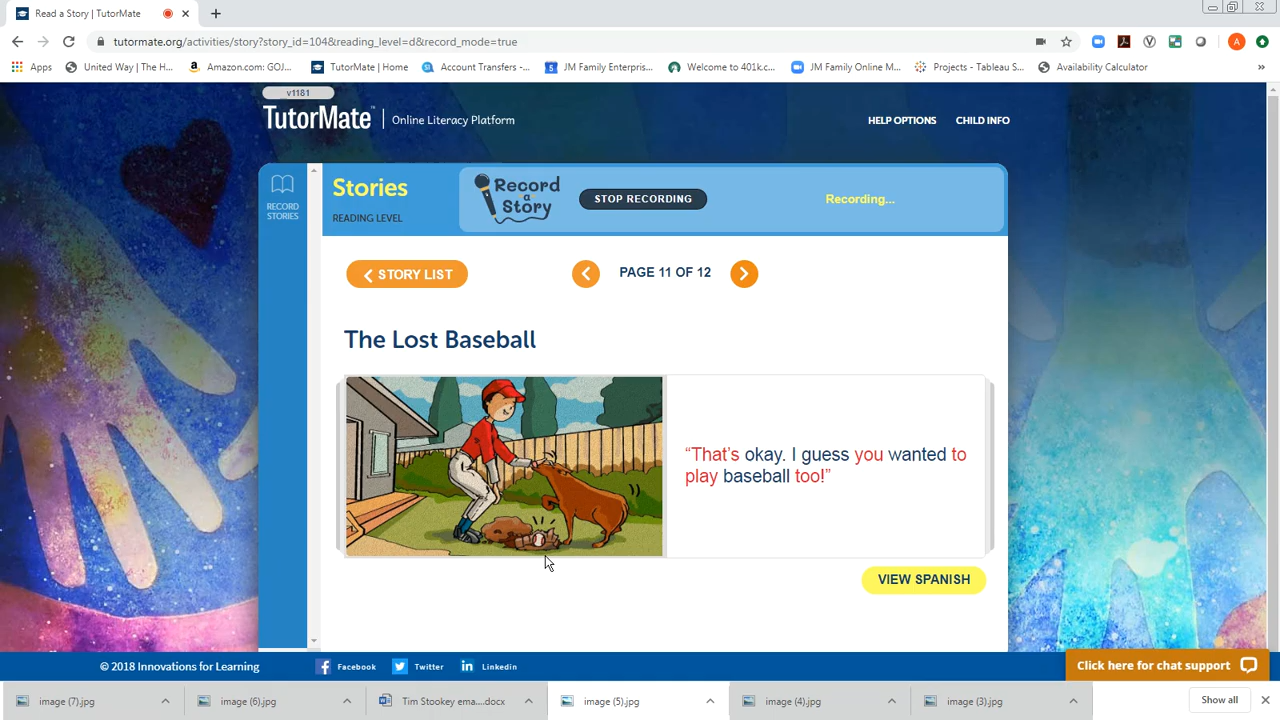 Read a Story | TutorMate
tutormate.org/activities/story?story_id=104&reading_level=d&record_mode=true
Apps United Way | The H... Amazon.com: GOJ... TutorMate | Home Account Transfers -... JM Family Enterpris... Welcome to 401k.c... JM Family Online M... Projects - Tableau S... Availability Calculator »
v1181
TutorMate™ | Online Literacy Platform
HELP OPTIONS CHILD INFO
RECORD
STORIES
Stories
READING LEVEL
Record
a
Story
STOP RECORDING
Recording...
STORY LIST
PAGE 11 OF 12
The Lost Baseball
“That’s okay. I guess you wanted to
play baseball too!”
VIEW SPANISH
© 2018 Innovations for Learning Facebook Twitter Linkedin
Click here for chat support
image (7).jpg image (6).jpg Tim Stookey ema....docx image (5).jpg image (4).jpg image (3).jpg Show all